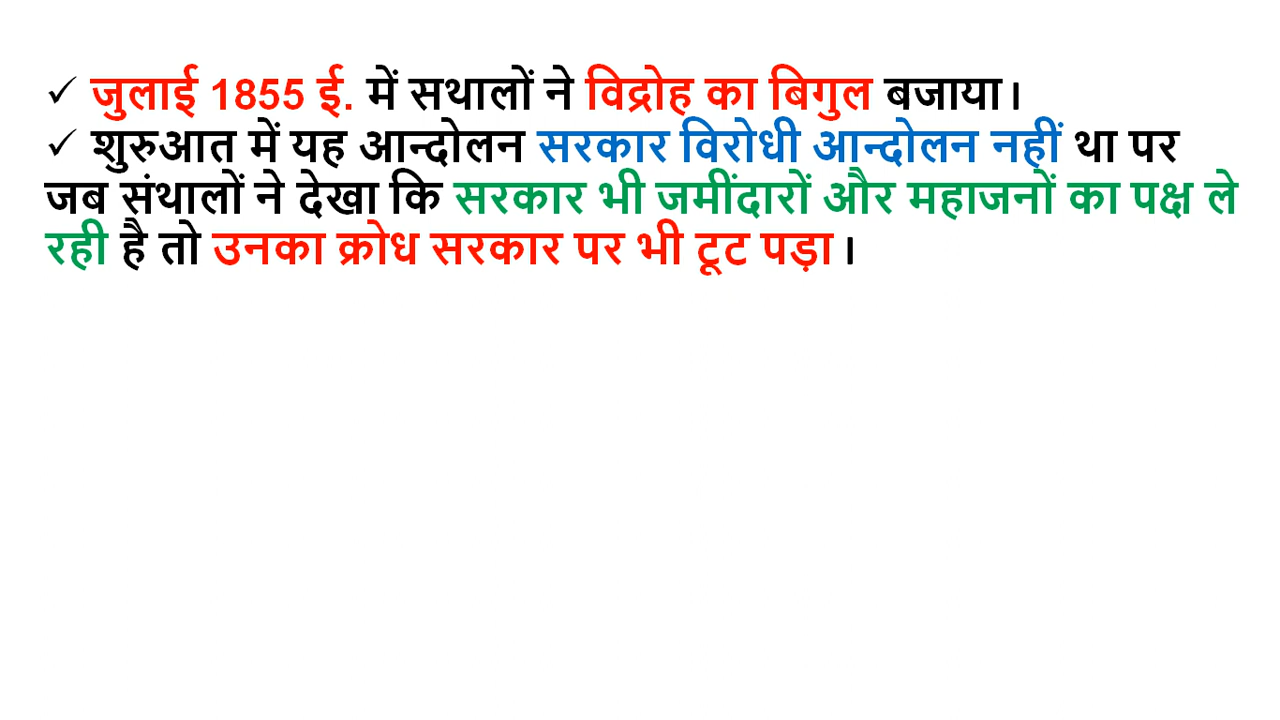 ✓ जुलाई 1855 ई. में सथालों ने विद्रोह का बिगुल बजाया।
✓ शुरुआत में यह आन्दोलन सरकार विरोधी आन्दोलन नहीं था पर
जब संथालों ने देखा कि सरकार भी जमींदारों और महाजनों का पक्ष ले
रही है तो उनका क्रोध सरकार पर भी टूट पड़ा।